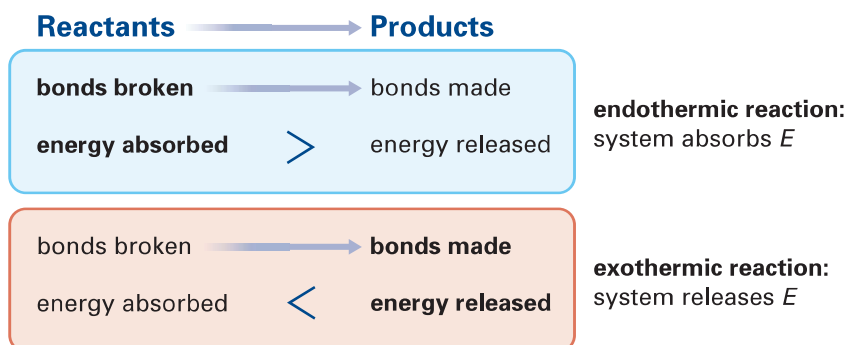 Reactants Products
bonds broken bonds made
energy absorbed > energy released
endothermic reaction:
system absorbs E
bonds broken bonds made
energy absorbed < energy released
exothermic reaction:
system releases E